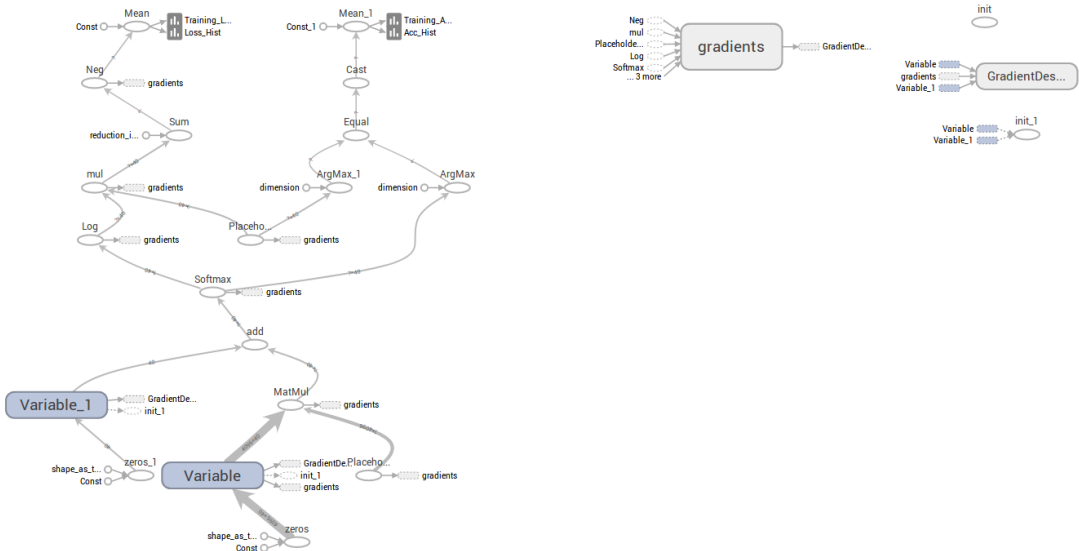 Mean
Const
Training_L...
Loss_Hist
Mean_1
Const_1
Training_A...
Acc_Hist
Neg
gradients
Cast
Sum
reduction_i...
Equal
mul
gradients
dimension
ArgMax_1
dimension
ArgMax
Log
gradients
Placeho...
gradients
Softmax
gradients
add
Variable_1
GradientDe...
init_1
MatMul
gradients
shape_as_t...
zeros_1
Const
Variable
GradientDe...
init_1
gradients
Placeho...
gradients
shape_as_t...
zeros
Const
Neg
mul
Placeholde...
Log
Softmax
... 3 more
gradients
GradientDe...
init
Variable
gradients
Variable_1
GradientDes...
Variable
Variable_1
init_1